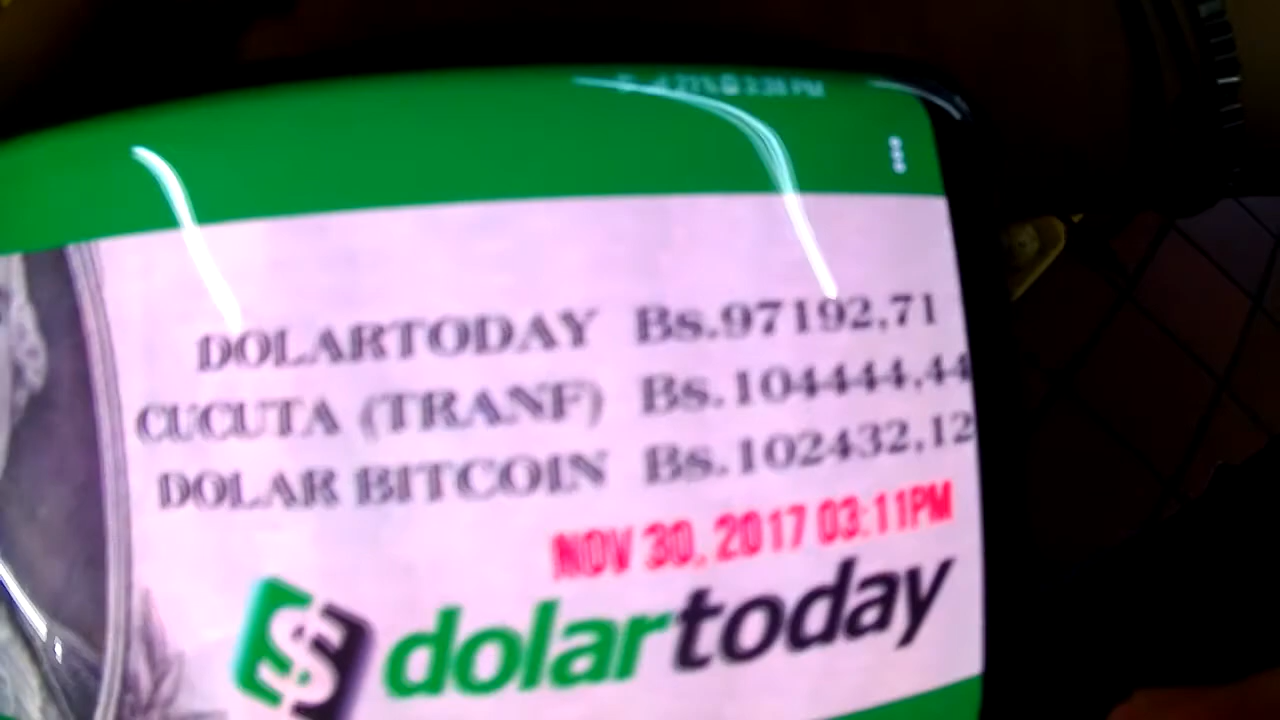 DOLARTODAY Bs.97192,71
CUCUTA (TRANF) Bs.104444,44
DOLAR BITCOIN Bs.102432,12
NOV 30, 2017 03:11PM
dolartoday